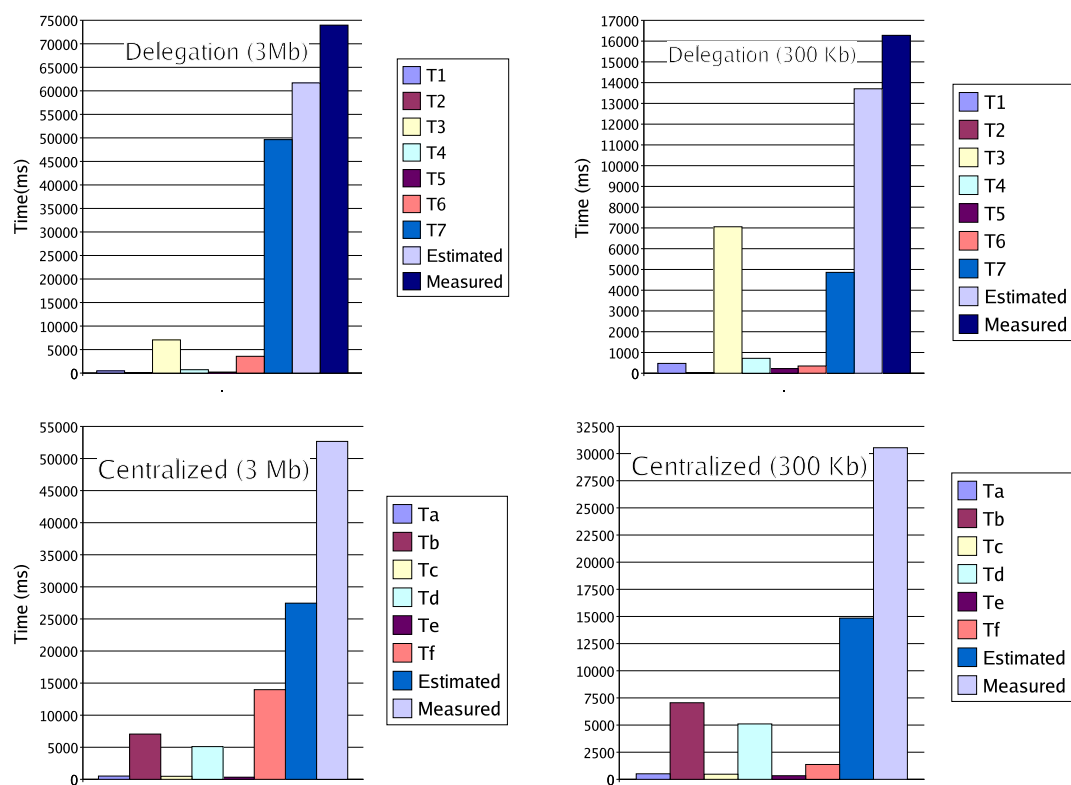 Delegation (3Mb)
Time(ms)
75000
70000
65000
60000
55000
50000
45000
40000
35000
30000
25000
20000
15000
10000
5000
0
T1
T2
T3
T4
T5
T6
T7
Estimated
Measured
Delegation (300 Kb)
Time (ms)
17000
16000
15000
14000
13000
12000
11000
10000
9000
8000
7000
6000
5000
4000
3000
2000
1000
0
T1
T2
T3
T4
T5
T6
T7
Estimated
Measured
Centralized (3 Mb)
Time (ms)
55000
50000
45000
40000
35000
30000
25000
20000
15000
10000
5000
0
Ta
Tb
Tc
Td
Te
Tf
Estimated
Measured
Centralized (300 Kb)
32500
30000
27500
25000
22500
20000
17500
15000
12500
10000
7500
5000
2500
0
Ta
Tb
Tc
Td
Te
Tf
Estimated
Measured